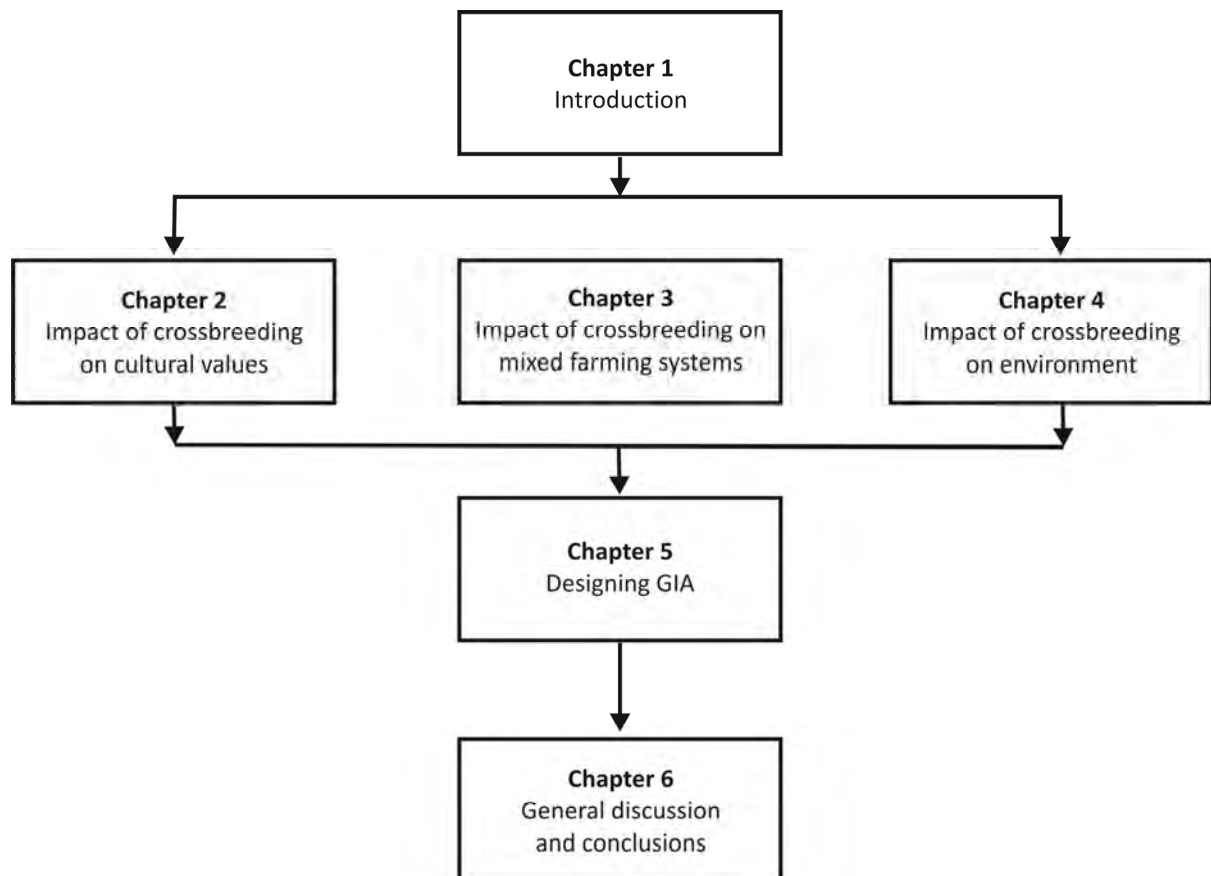 Chapter 1
Introduction
Chapter 2
Impact of crossbreeding
on cultural values
Chapter 3
Impact of crossbreeding on
mixed farming systems
Chapter 4
Impact of crossbreeding
on environment
Chapter 5
Designing GIA
Chapter 6
General discussion
and conclusions